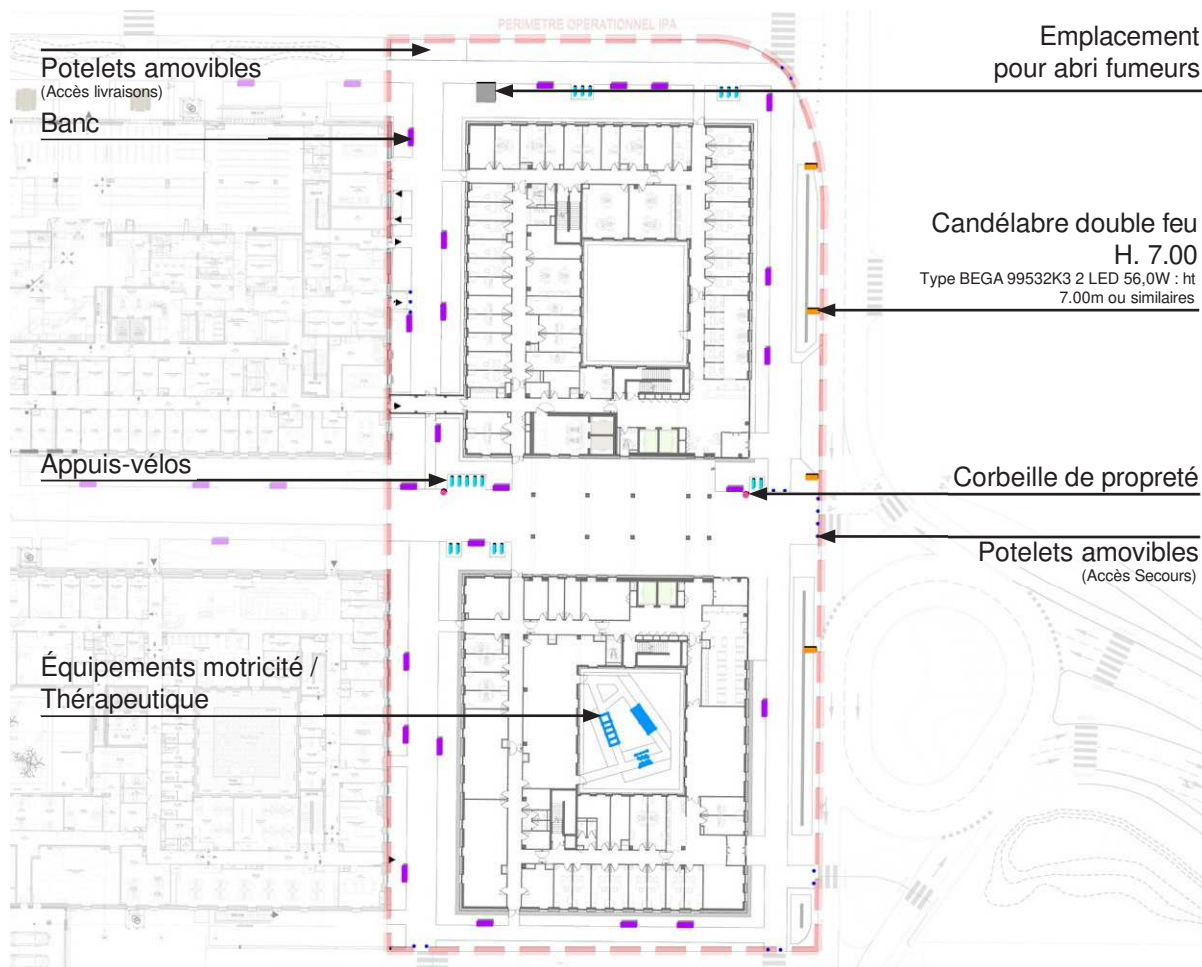 PERIMETRE OPERATIONNEL IPA
Potelets amovibles
(Accès livraisons)
Banc
Emplacement
pour abri fumeurs
Candélabre double feu
H. 7.00
Type BEGA 99532K3 2 LED 56,0W : ht
7.00m ou similaires
Appuis-vélos
Corbeille de propreté
Potelets amovibles
(Accès Secours)
Équipements motricité /
Thérapeutique